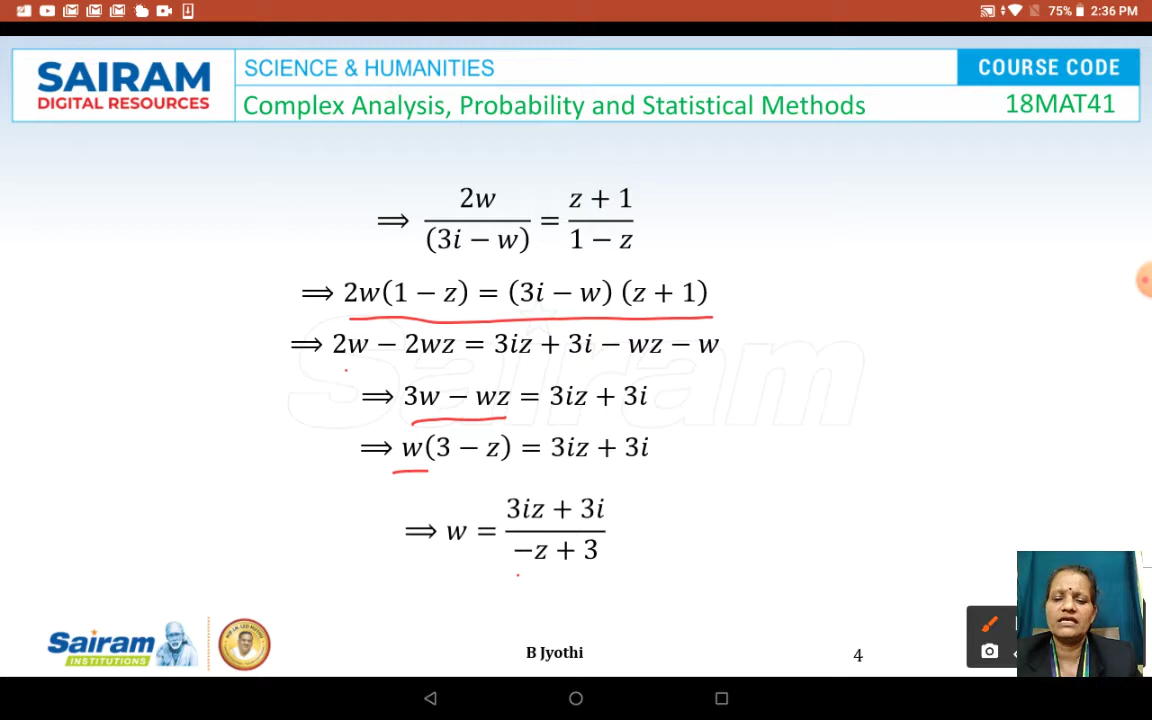 75% 2:36 PM
SAIRAM
DIGITAL RESOURCES
SCIENCE & HUMANITIES
COURSE CODE
Complex Analysis, Probability and Statistical Methods
18MAT41
⟹ 2w/(3i − w) = z + 1/1 − z
⟹ 2w(1 − z) = (3i − w) (z + 1)
⟹ 2w − 2wz = 3iz + 3i − wz − w
⟹ 3w − wz = 3iz + 3i
⟹ w(3 − z) = 3iz + 3i
⟹ w = 3iz + 3i/−z + 3
Sairam
Sairam
INSTITUTIONS
B Jyothi
4